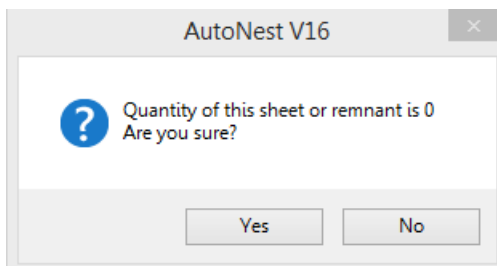 AutoNest V16
Quantity of this sheet or remnant is 0
Are you sure?
Yes
No